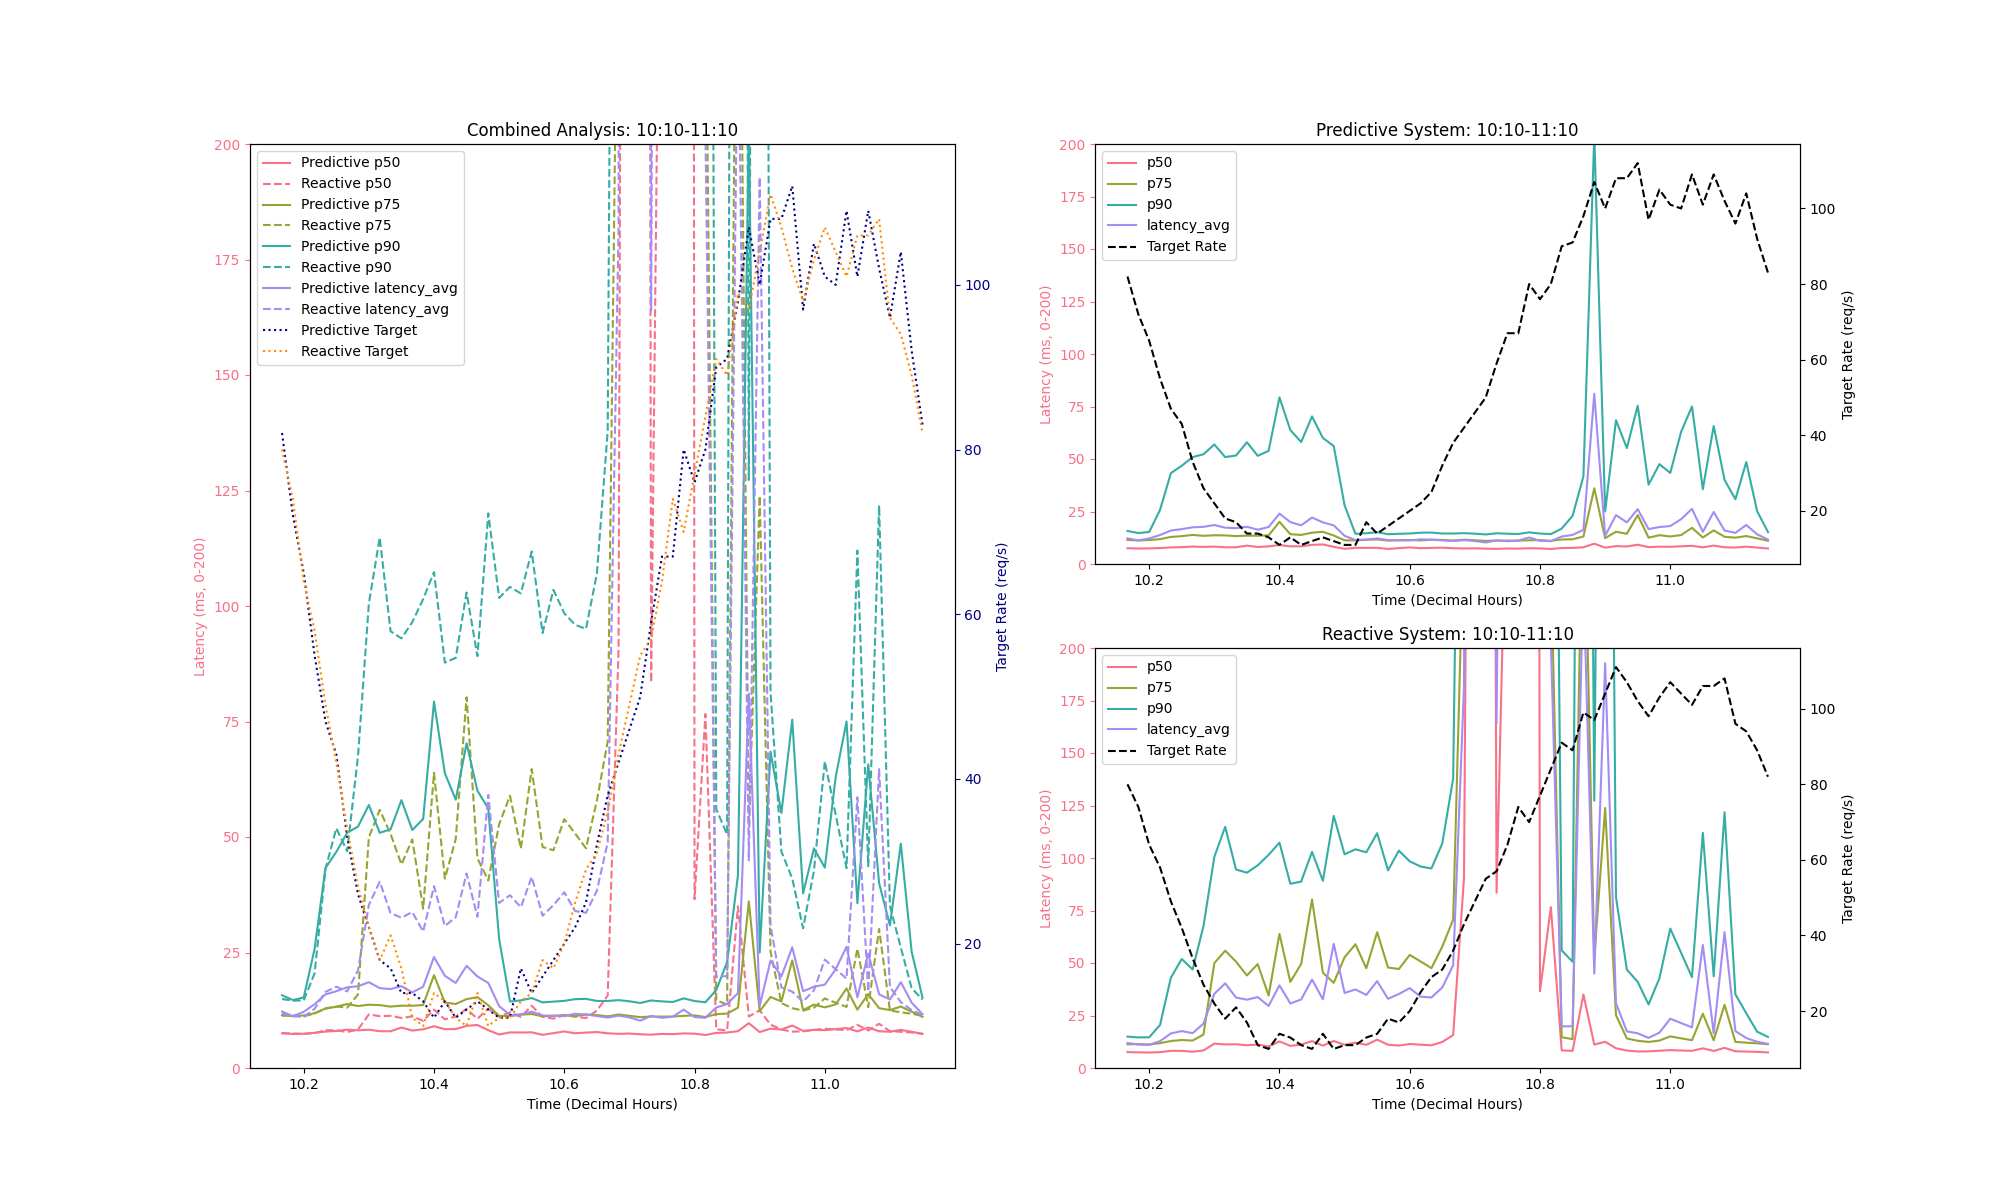 Combined Analysis: 10:10-11:10
200
175
150
125
100
75
50
25
0
Latency (ms, 0-200)
Predictive p50
Reactive p50
Predictive p75
Reactive p75
Predictive p90
Reactive p90
Predictive latency_avg
Reactive latency_avg
Predictive Target
Reactive Target
100
80
60
40
20
Target Rate (req/s)
10.2 10.4 10.6 10.8 11.0
Time (Decimal Hours)
Predictive System: 10:10-11:10
200
175
150
125
100
75
50
25
0
Latency (ms, 0-200)
p50
p75
p90
latency_avg
Target Rate
100
80
60
40
20
Target Rate (req/s)
10.2 10.4 10.6 10.8 11.0
Time (Decimal Hours)
Reactive System: 10:10-11:10
200
175
150
125
100
75
50
25
0
Latency (ms, 0-200)
p50
p75
p90
latency_avg
Target Rate
100
80
60
40
20
Target Rate (req/s)
10.2 10.4 10.6 10.8 11.0
Time (Decimal Hours)